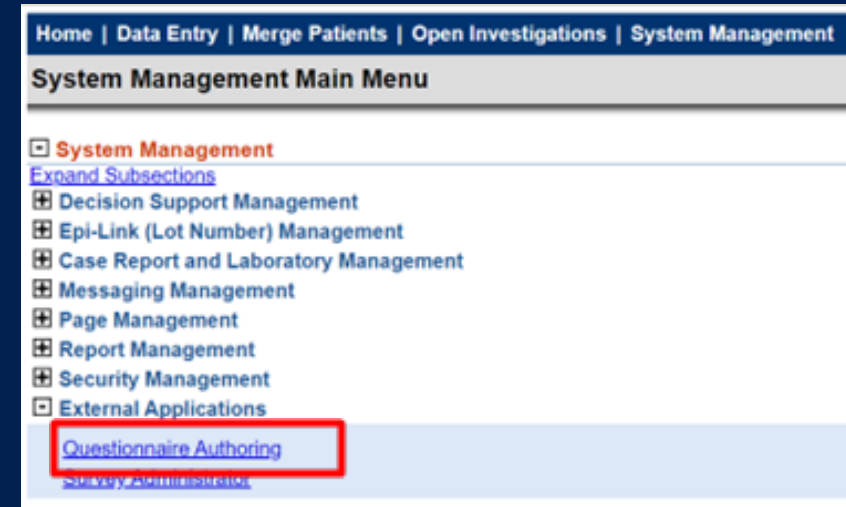 Home | Data Entry | Merge Patients | Open Investigations | System Management
System Management Main Menu
System Management
Expand Subsections
Decision Support Management
Epi-Link (Lot Number) Management
Case Report and Laboratory Management
Messaging Management
Page Management
Report Management
Security Management
External Applications
Questionnaire Authoring
Survey Administrator